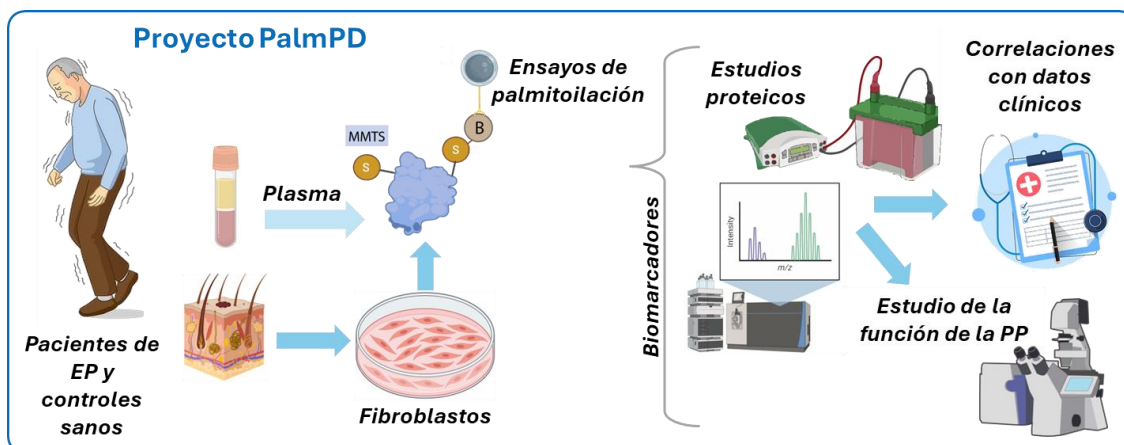 Proyecto PalmPD
Pacientes de
EP y
controles
sanos
Plasma
Fibroblastos
MMTS
S
S
B
Ensayos de
palmitoilación
Biomarcadores
Estudios
proteicos
Intensity
m/z
Correlaciones
con datos
clínicos
Estudio de la
función de la PP